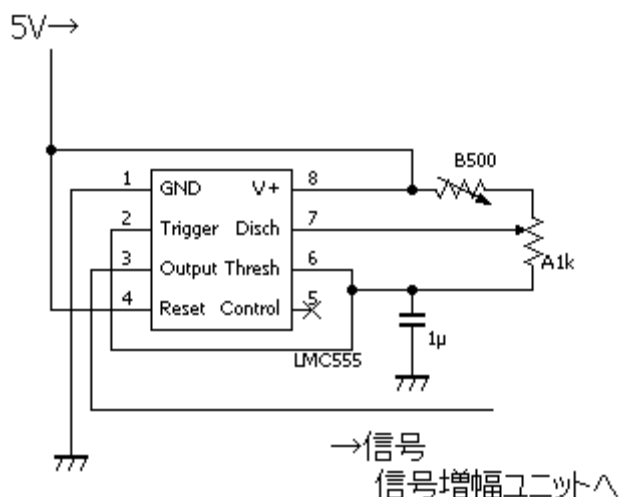 5V→
B500
1 GND V+ 8
2 Trigger Disch 7
3 Output Thresh 6
A1k
4 Reset Control 5
1μ
LMC555
→信号
信号増幅ユニットへ